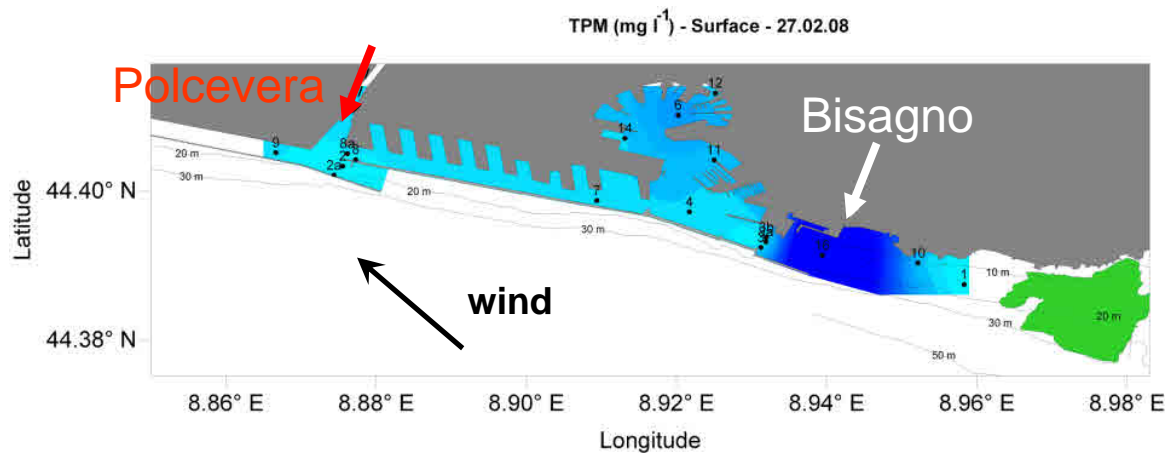 TPM (mg l⁻¹) - Surface - 27.02.08
Polcevera
Bisagno
12
6
14
11
9
8a
8
2
2a
20 m
30 m
7
4
20 m
30 m
3b
10
1
10 m
30 m
20 m
50 m
wind
Latitude
44.40° N
44.38° N
8.86° E 8.88° E 8.90° E 8.92° E 8.94° E 8.96° E 8.98° E
Longitude